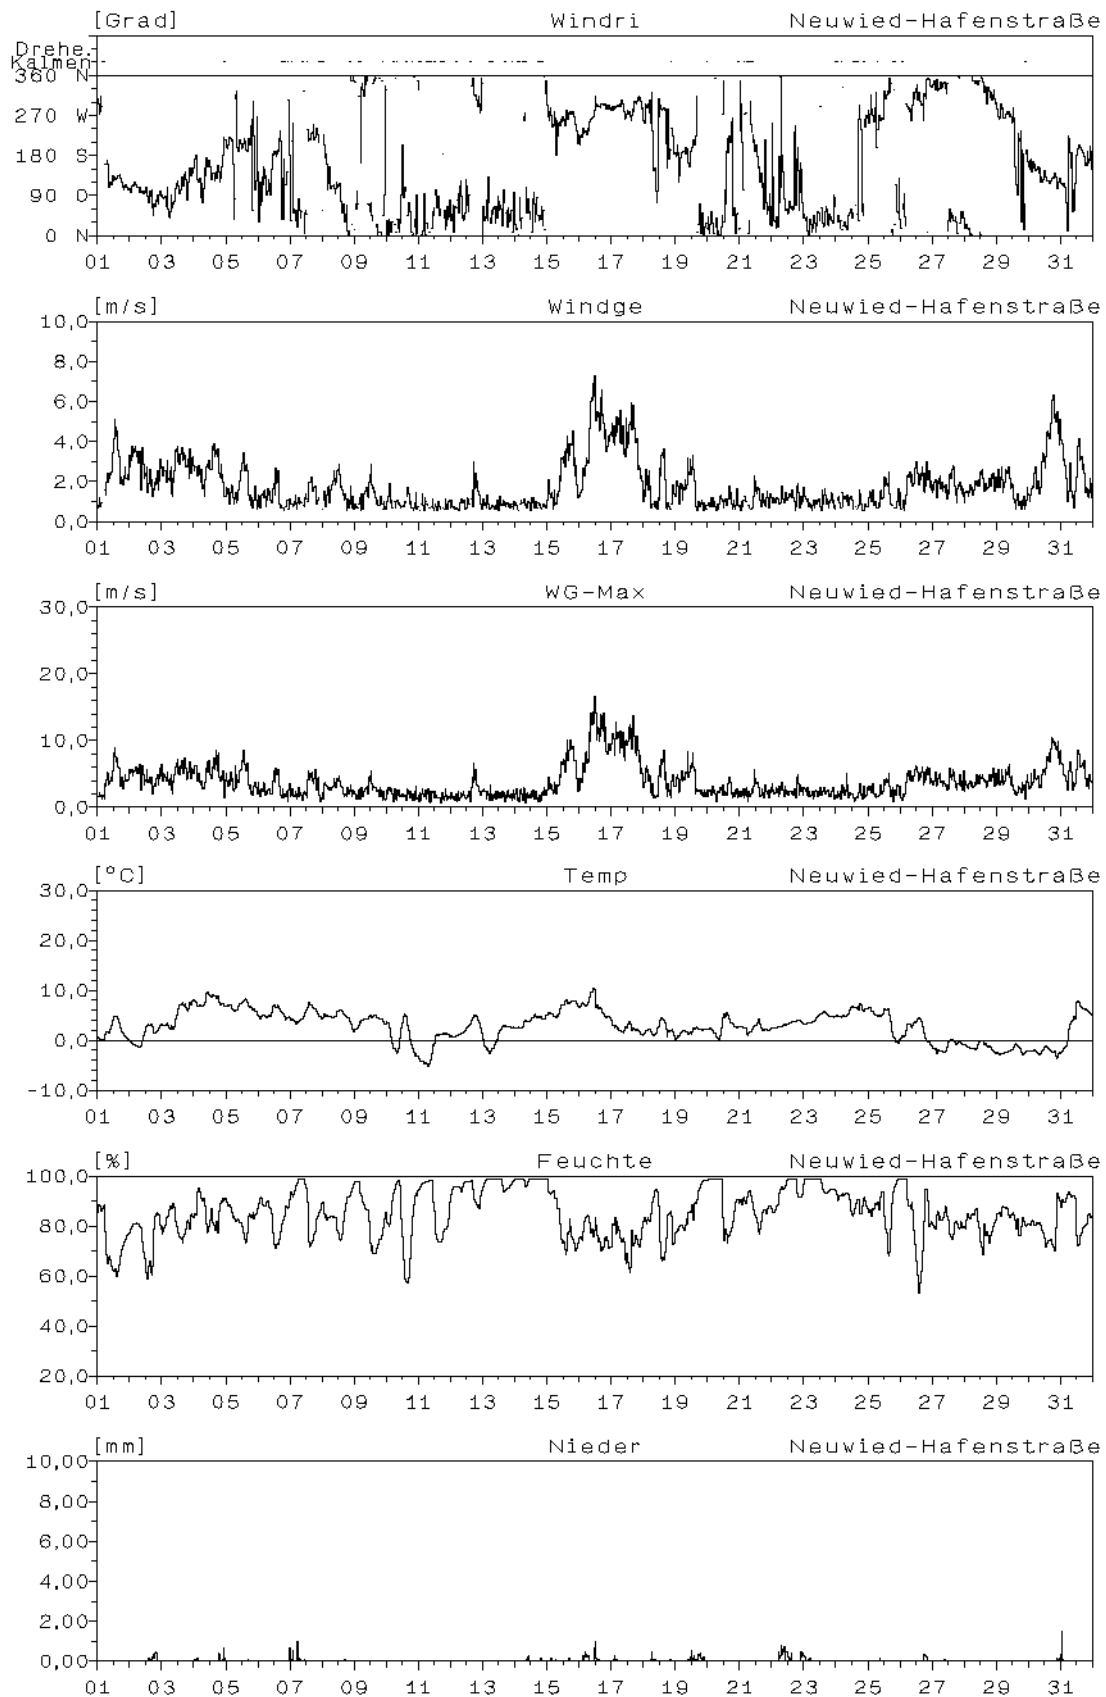 [Grad] Windri Neuwied-Hafenstraße
Drehe.
Kalmen
360 N
270 W
180 S
90 O
0 N
01 03 05 07 09 11 13 15 17 19 21 23 25 27 29 31
[m/s] Windge Neuwied-Hafenstraße
10,0
8,0
6,0
4,0
2,0
0,0
01 03 05 07 09 11 13 15 17 19 21 23 25 27 29 31
[m/s] WG-Max Neuwied-Hafenstraße
30,0
20,0
10,0
0,0
01 03 05 07 09 11 13 15 17 19 21 23 25 27 29 31
[°C] Temp Neuwied-Hafenstraße
30,0
20,0
10,0
0,0
-10,0
01 03 05 07 09 11 13 15 17 19 21 23 25 27 29 31
[%] Feuchte Neuwied-Hafenstraße
100,0
80,0
60,0
40,0
20,0
01 03 05 07 09 11 13 15 17 19 21 23 25 27 29 31
[mm] Nieder Neuwied-Hafenstraße
10,00
8,00
6,00
4,00
2,00
0,00
01 03 05 07 09 11 13 15 17 19 21 23 25 27 29 31